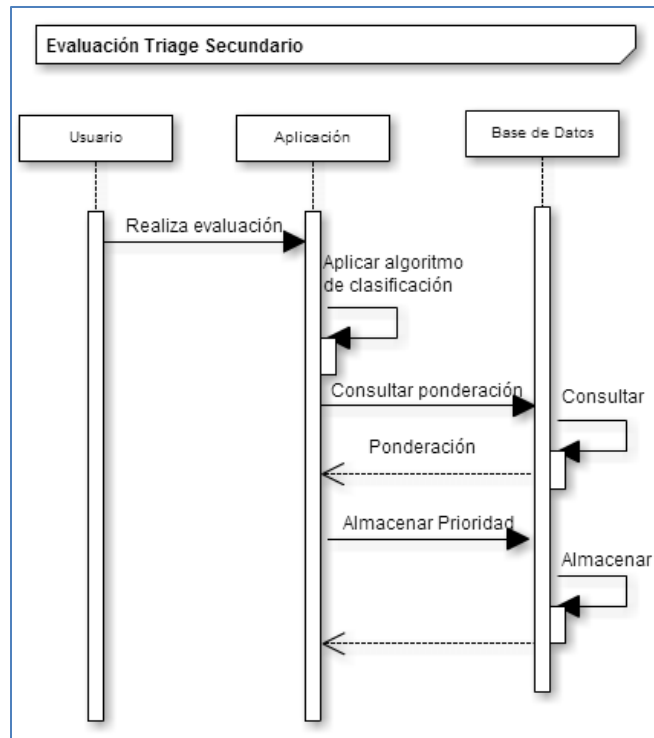 Evaluación Triage Secundario
Usuario
Aplicación
Base de Datos
Realiza evaluación
Aplicar algoritmo
de clasificación
Consultar ponderación
Consultar
Ponderación
Almacenar Prioridad
Almacenar